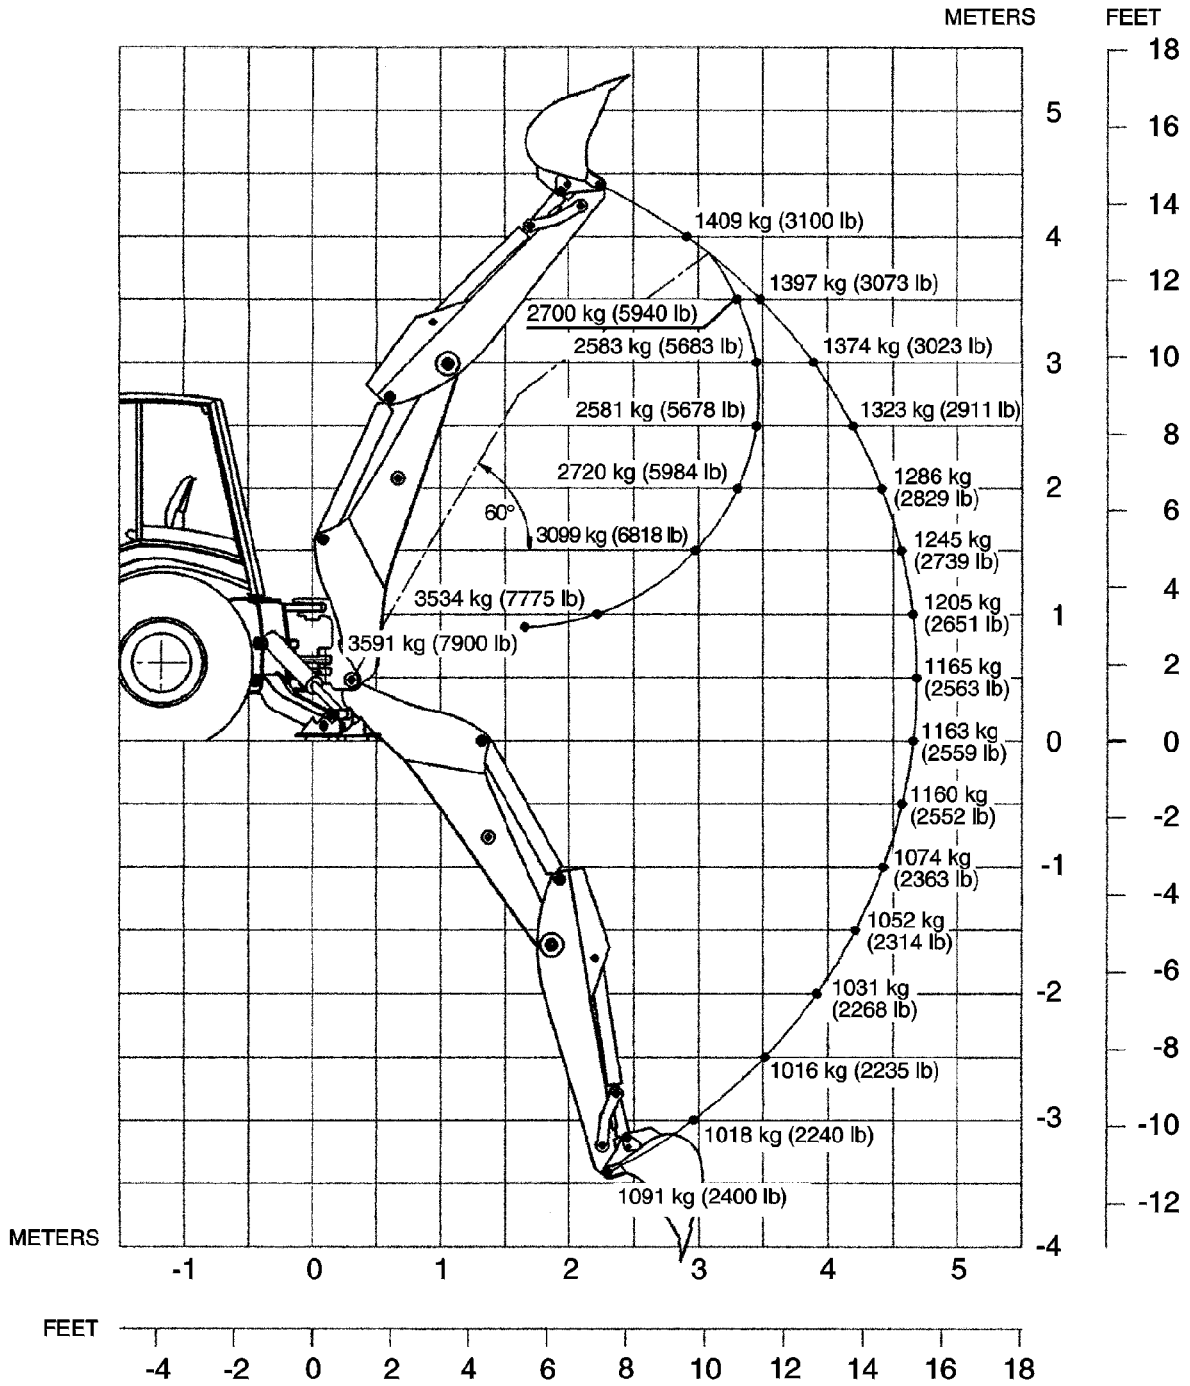 METERS FEET
18
5
16
14
1409 kg (3100 lb)
4
12
1397 kg (3073 lb)
2700 kg (5940 lb)
2583 kg (5683 lb)
1374 kg (3023 lb)
3
10
2581 kg (5678 lb)
1323 kg (2911 lb)
8
2720 kg (5984 lb)
1286 kg
(2829 lb)
2
6
60°
3099 kg (6818 lb)
1245 kg
(2739 lb)
4
3534 kg (7775 lb)
1205 kg
(2651 lb)
1
3591 kg (7900 lb)
1165 kg
(2563 lb)
2
1163 kg
(2559 lb)
0
0
1160 kg
(2552 lb)
-2
1074 kg
(2363 lb)
-1
-4
1052 kg
(2314 lb)
-6
1031 kg
(2268 lb)
-2
-8
1016 kg (2235 lb)
-3
-10
1018 kg (2240 lb)
1091 kg (2400 lb)
-12
METERS
-4
-1 0 1 2 3 4 5
FEET
-4 -2 0 2 4 6 8 10 12 14 16 18